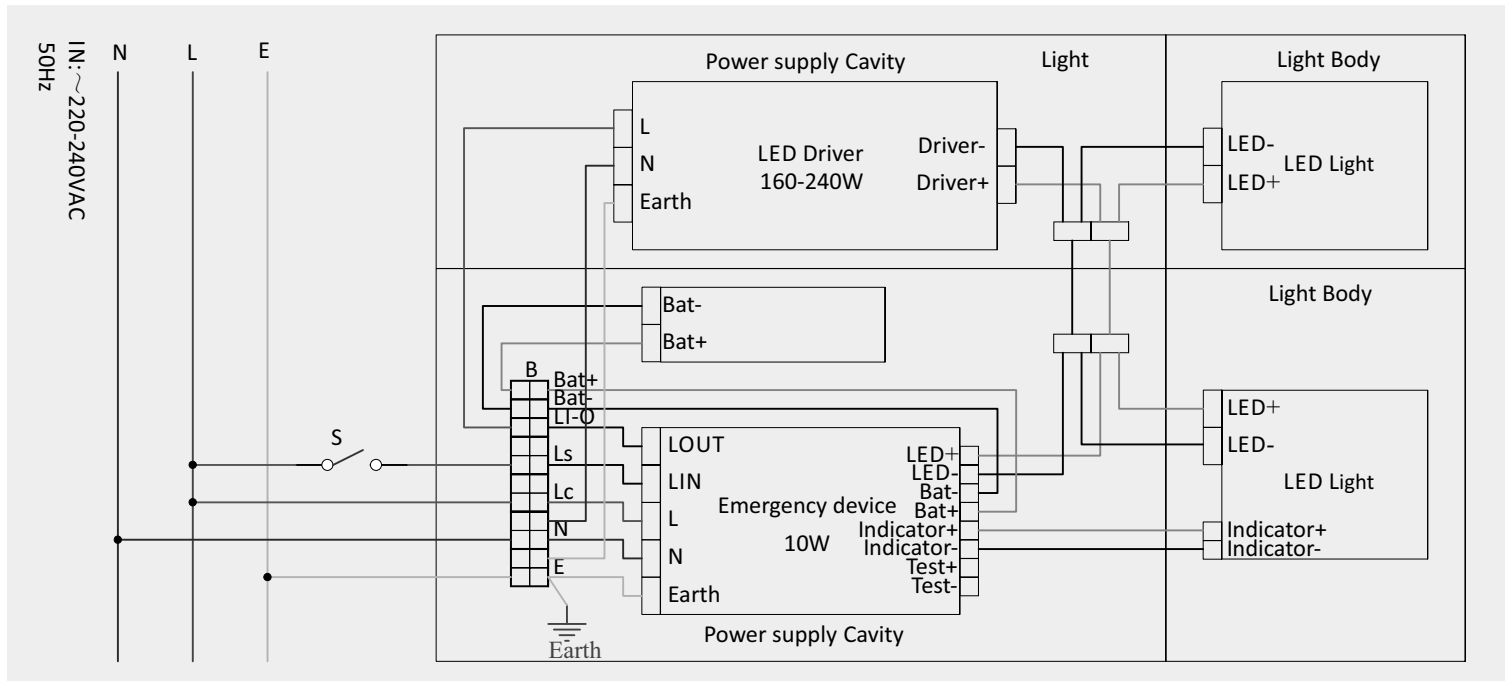 IN:～220-240VAC
50Hz
N
L
E
Power supply Cavity
Light
Light Body
L
N
Earth
LED Driver
160-240W
Driver-
Driver+
LED-
LED+
LED Light
Bat-
Bat+
Light Body
B
Bat+
Bat-
LI-O
Ls
Lc
N
E
S
Earth
LOUT
LIN
L
N
Earth
Emergency device
10W
LED+
LED-
Bat-
Bat+
Indicator+
Indicator-
Test+
Test-
LED+
LED-
LED Light
Indicator+
Indicator-
Power supply Cavity